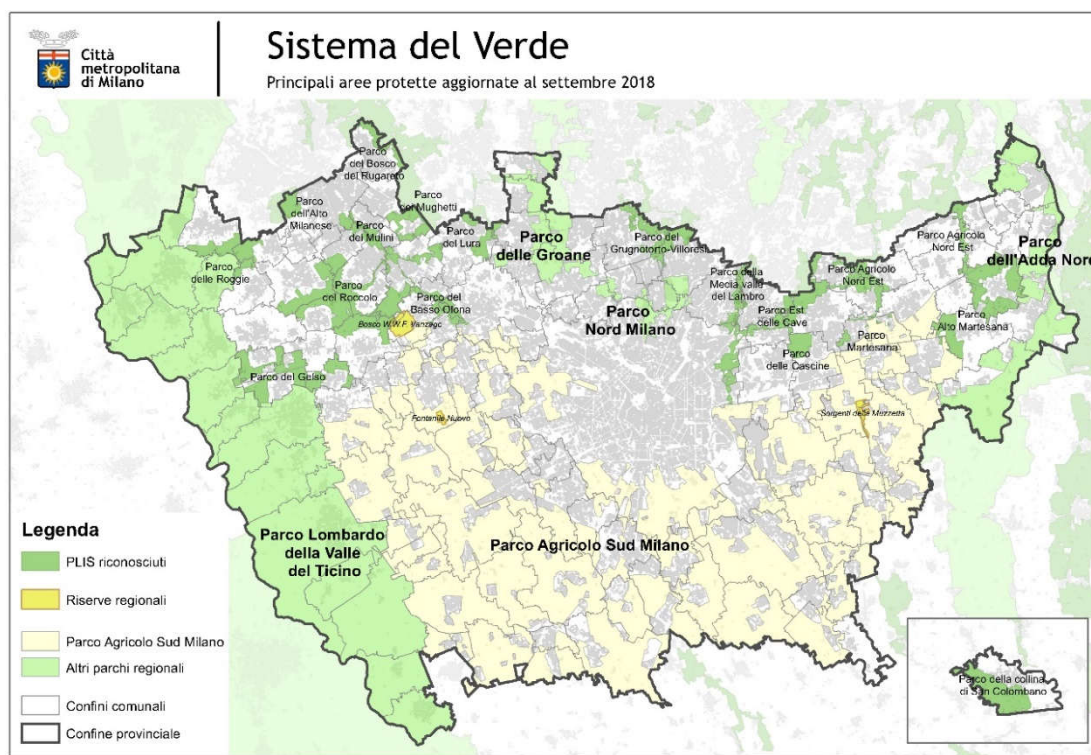 Città
metropolitana
di Milano
Sistema del Verde
Principali aree protette aggiornate al settembre 2018
Parco
del Bosco
del Rugareto
Parco
dei Mughetti
Parco
dell'Alto
Milanese
Parco
dei Mulini
Parco
del Lura
Parco
delle Groane
Parco del
Grugnotorto-Villoresi
Parco Agricolo
Nord Est
Parco
dell'Adda Nord
Parco
delle Roggie
Parco
del Roccolo
Parco del
Basso Olona
Bosco W.W.F. Vanzago
Parco
Nord Milano
Parco della
Media valle
del Lambro
Parco Agricolo
Nord Est
Parco Est
delle Cave
Parco
Alto Martesana
Parco
Martesana
Parco
delle Cascine
Parco del Gelso
Fontanile Nuovo
Sorgenti della Muzzetta
Parco Lombardo
della Valle
del Ticino
Parco Agricolo Sud Milano
Legenda
PLIS riconosciuti
Riserve regionali
Parco Agricolo Sud Milano
Altri parchi regionali
Confini comunali
Confine provinciale
Parco della collina
di San Colombano